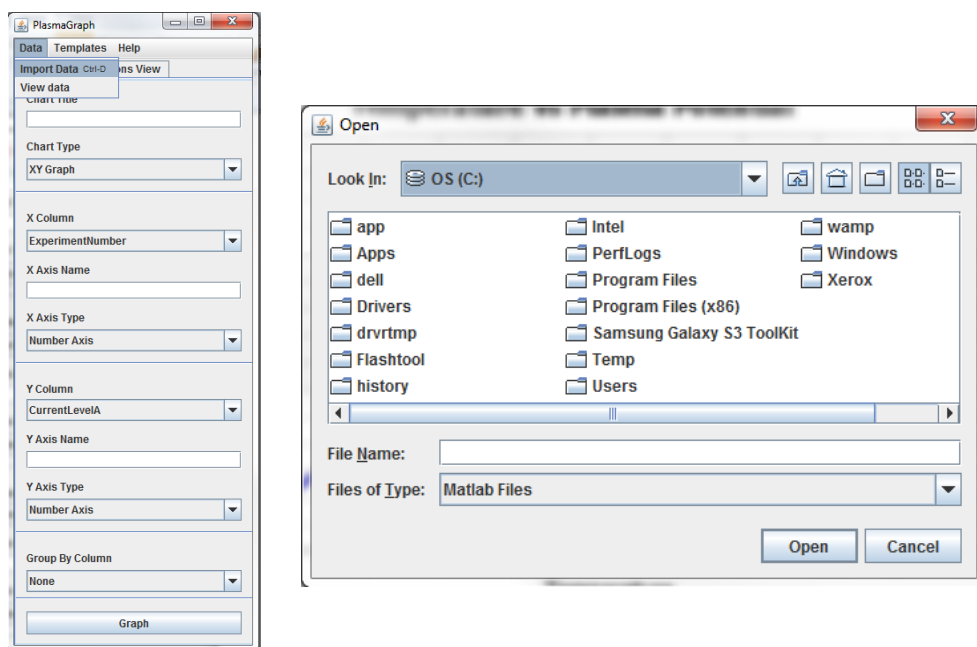 PlasmaGraph
Data Templates Help
Import Data Ctrl-D ons View
View data
Chart Title
Chart Type
XY Graph
X Column
ExperimentNumber
X Axis Name
X Axis Type
Number Axis
Y Column
CurrentLevelA
Y Axis Name
Y Axis Type
Number Axis
Group By Column
None
Graph
Open
Look In: OS (C:)
app Intel wamp
Apps PerfLogs Windows
dell Program Files Xerox
Drivers Program Files (x86)
drvrtmp Samsung Galaxy S3 ToolKit
Flashtool Temp
history Users
File Name:
Files of Type: Matlab Files
Open Cancel